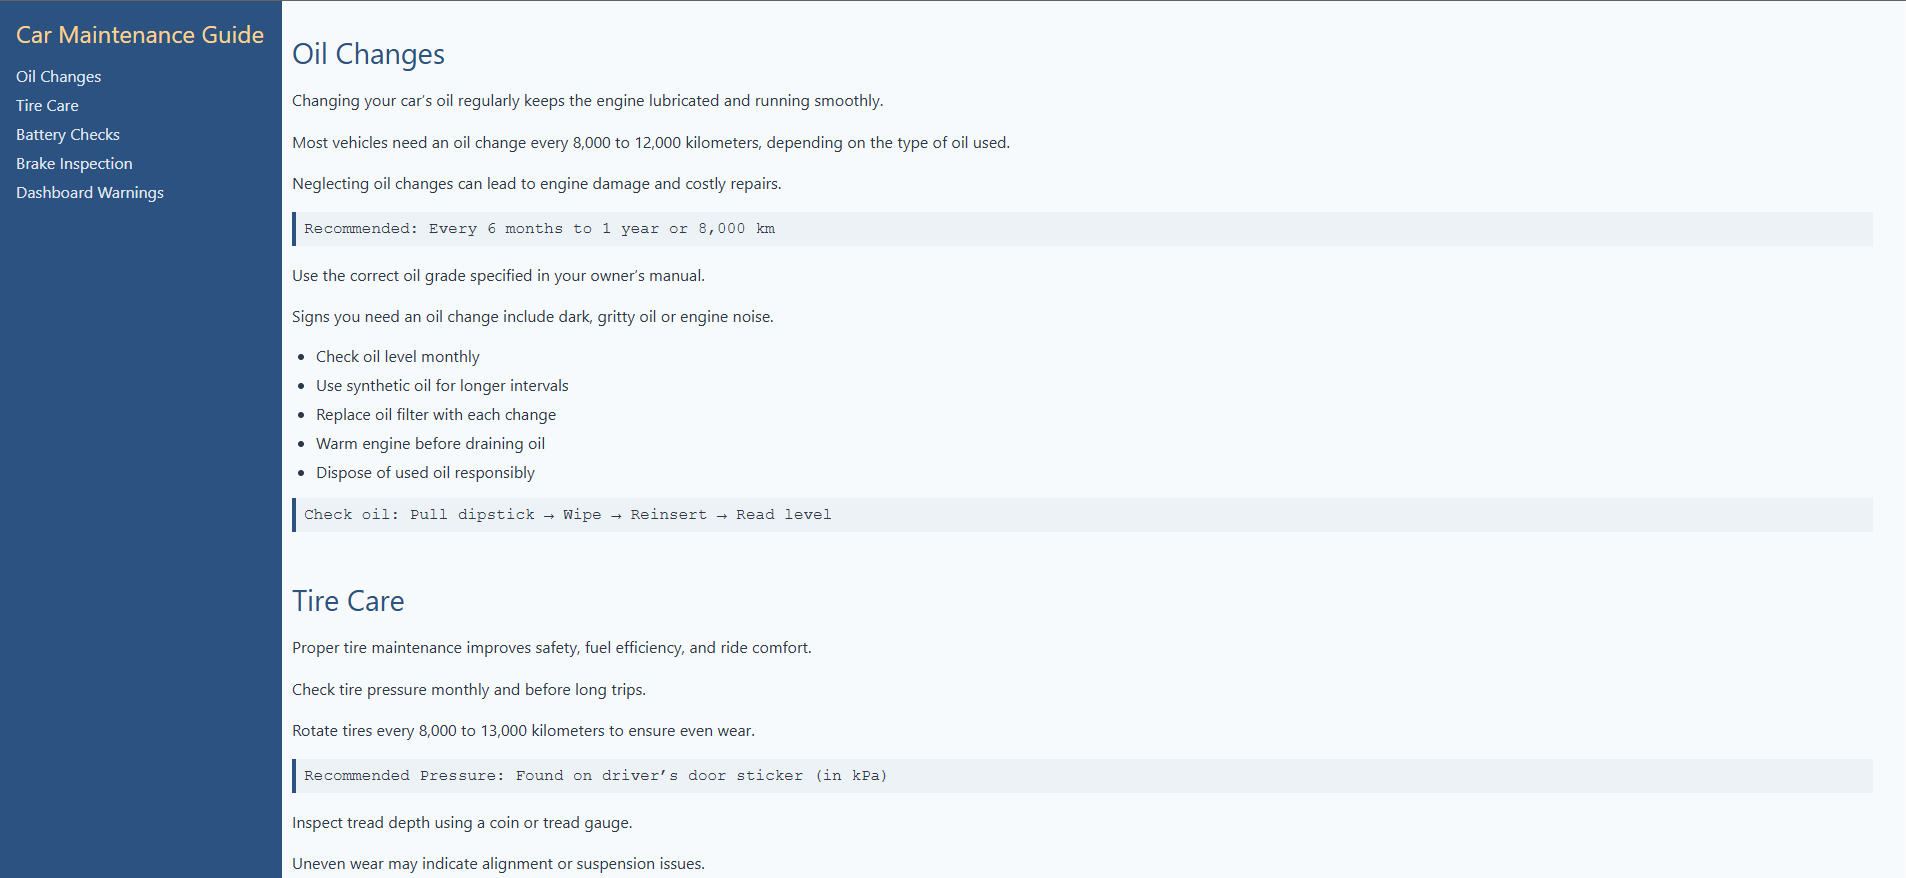 Car Maintenance Guide
Oil Changes
Tire Care
Battery Checks
Brake Inspection
Dashboard Warnings
Oil Changes
Changing your car’s oil regularly keeps the engine lubricated and running smoothly.
Most vehicles need an oil change every 8,000 to 12,000 kilometers, depending on the type of oil used.
Neglecting oil changes can lead to engine damage and costly repairs.
Recommended: Every 6 months to 1 year or 8,000 km
Use the correct oil grade specified in your owner’s manual.
Signs you need an oil change include dark, gritty oil or engine noise.
• Check oil level monthly
• Use synthetic oil for longer intervals
• Replace oil filter with each change
• Warm engine before draining oil
• Dispose of used oil responsibly
Check oil: Pull dipstick → Wipe → Reinsert → Read level
Tire Care
Proper tire maintenance improves safety, fuel efficiency, and ride comfort.
Check tire pressure monthly and before long trips.
Rotate tires every 8,000 to 13,000 kilometers to ensure even wear.
Recommended Pressure: Found on driver’s door sticker (in kPa)
Inspect tread depth using a coin or tread gauge.
Uneven wear may indicate alignment or suspension issues.